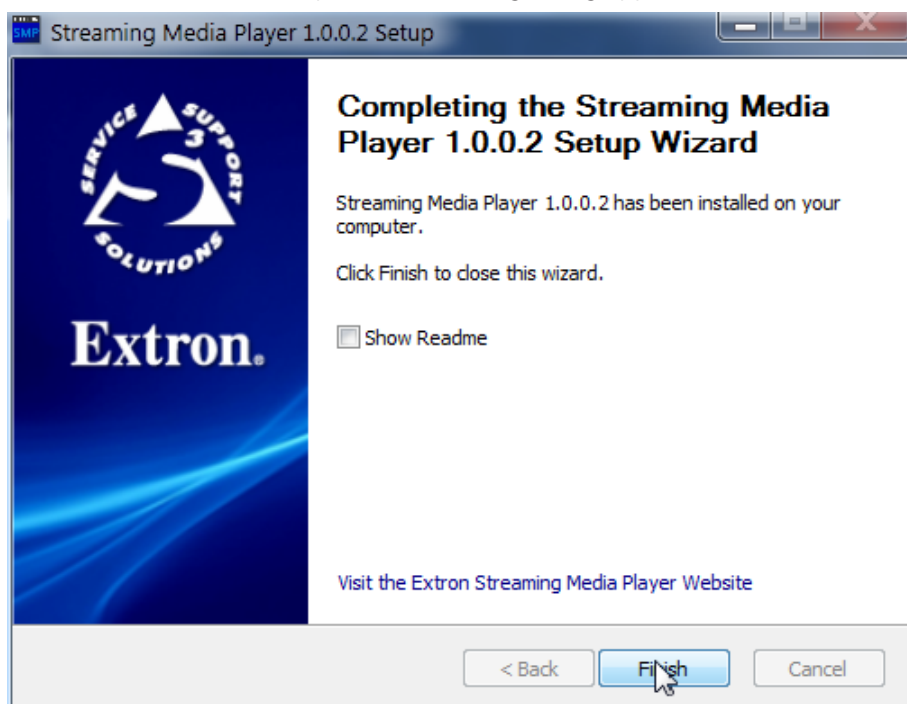 SMP Streaming Media Player 1.0.0.2 Setup
SERVICE SUPPORT SOLUTIONS
3
Extron®
Completing the Streaming Media
Player 1.0.0.2 Setup Wizard
Streaming Media Player 1.0.0.2 has been installed on your
computer.
Click Finish to close this wizard.
Show Readme
Visit the Extron Streaming Media Player Website
< Back Finish Cancel